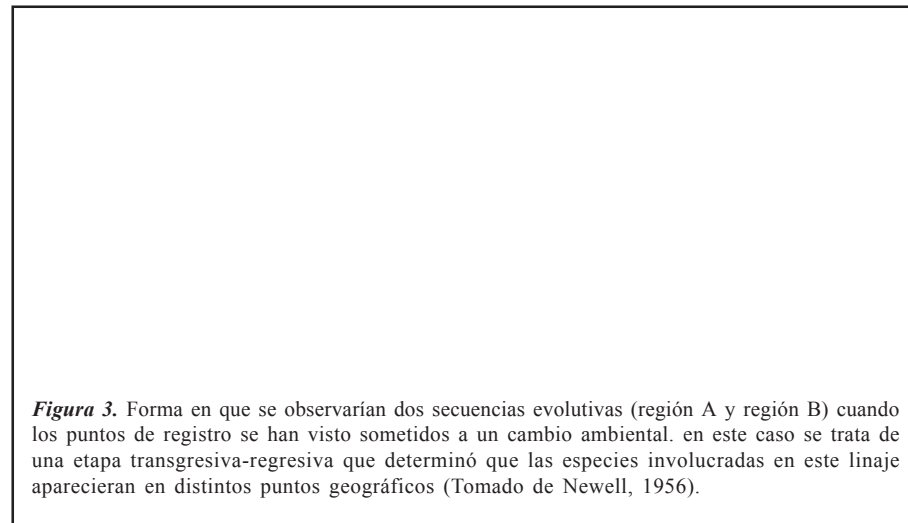 Figura 3. Forma en que se observarían dos secuencias evolutivas (región A y región B) cuando
los puntos de registro se han visto sometidos a un cambio ambiental. en este caso se trata de
una etapa transgresiva-regresiva que determinó que las especies involucradas en este linaje
aparecieran en distintos puntos geográficos (Tomado de Newell, 1956).